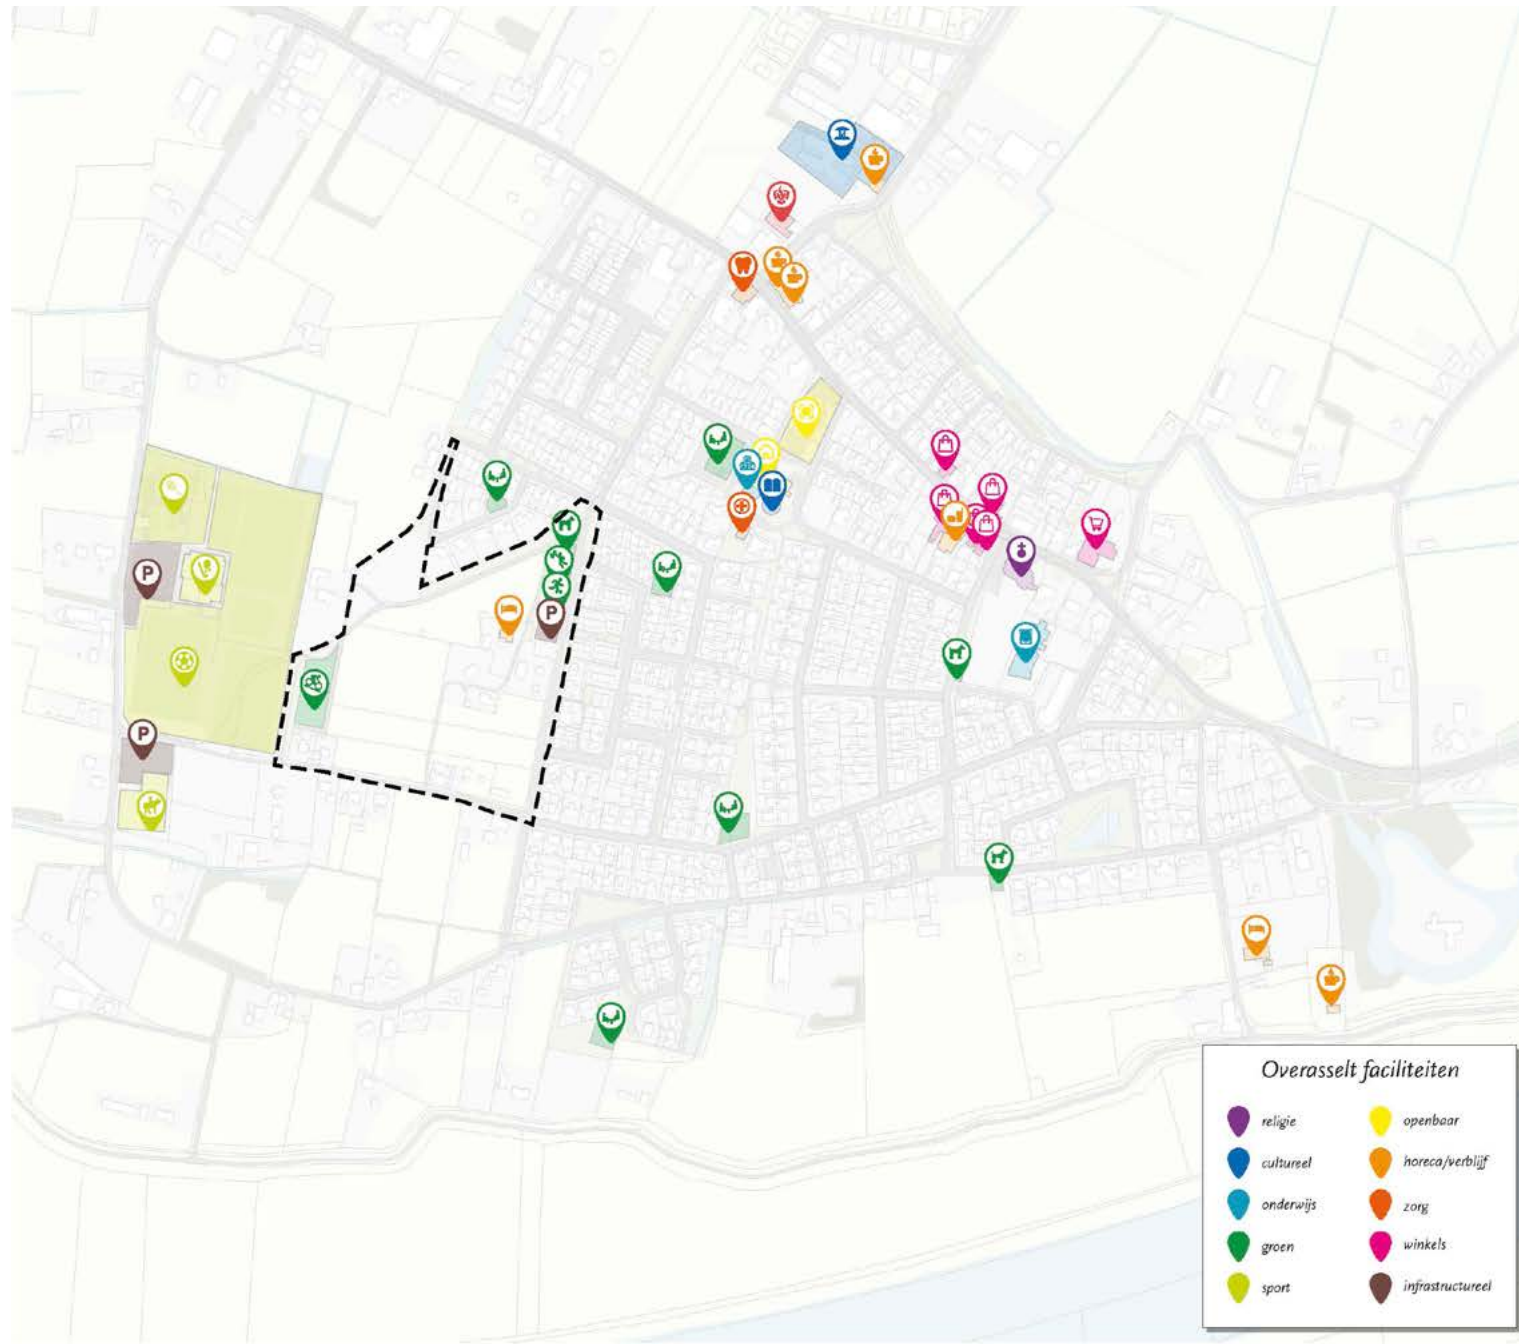 P
P
P
Overasselt faciliteiten
religie
cultureel
onderwijs
groen
sport
openbaar
horeca/verblijf
zorg
winkels
infrastructureel